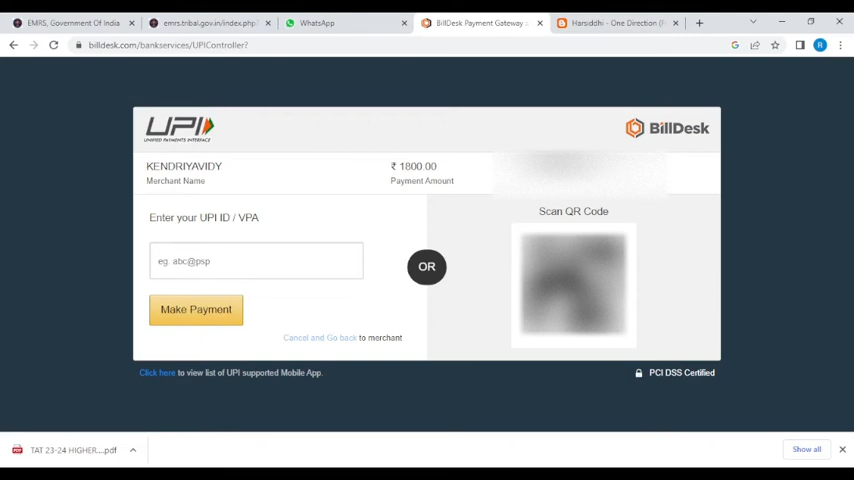 EMRS, Government Of India
emrs.tribal.gov.in/index.php?
WhatsApp
BillDesk Payment Gateway
Harsiddhi - One Direction
billdesk.com/bankservices/UPIController?
R
UPI
UNIFIED PAYMENTS INTERFACE
BillDesk
KENDRIYAVIDY
₹ 1800.00
Merchant Name
Payment Amount
Enter your UPI ID / VPA
Scan QR Code
eg. abc@psp
OR
Make Payment
Cancel and Go back to merchant
Click here to view list of UPI supported Mobile App.
PCI DSS Certified
TAT 23-24 HIGHER....pdf
Show all